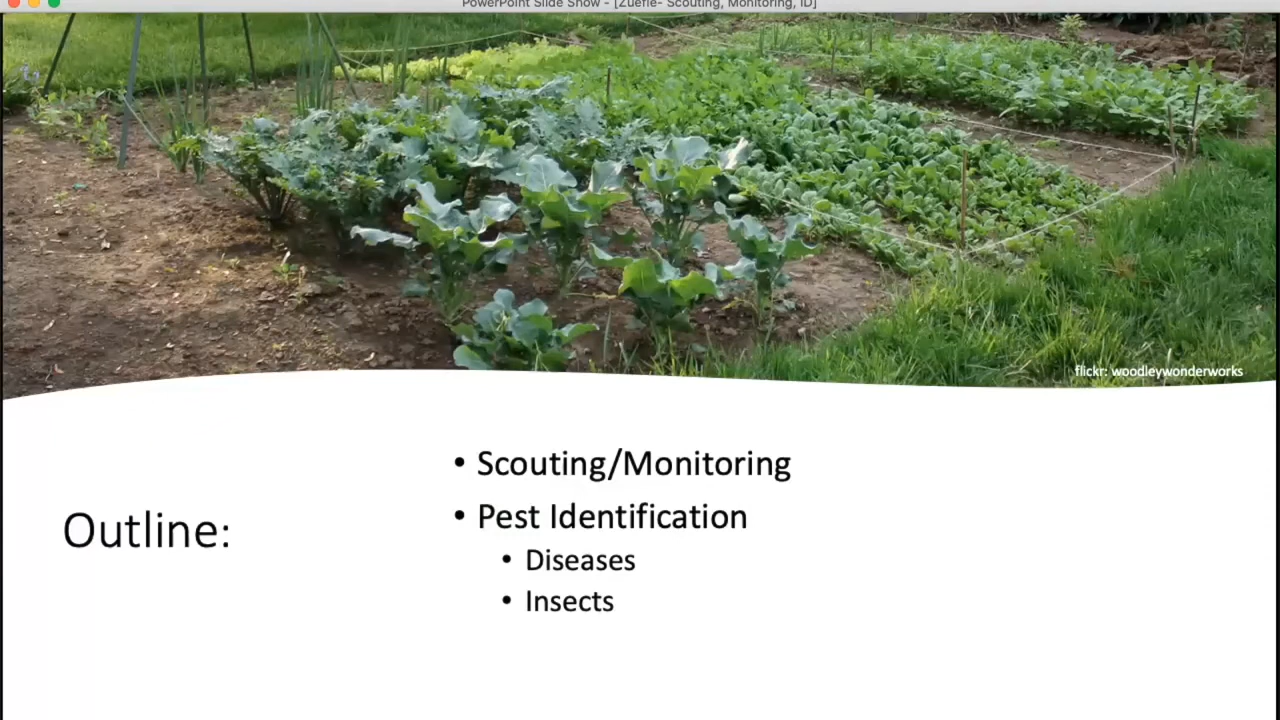 PowerPoint Slide Show - [Zuefle- Scouting, Monitoring, ID]
flickr: woodleywonderworks
Outline:
• Scouting/Monitoring
• Pest Identification
• Diseases
• Insects